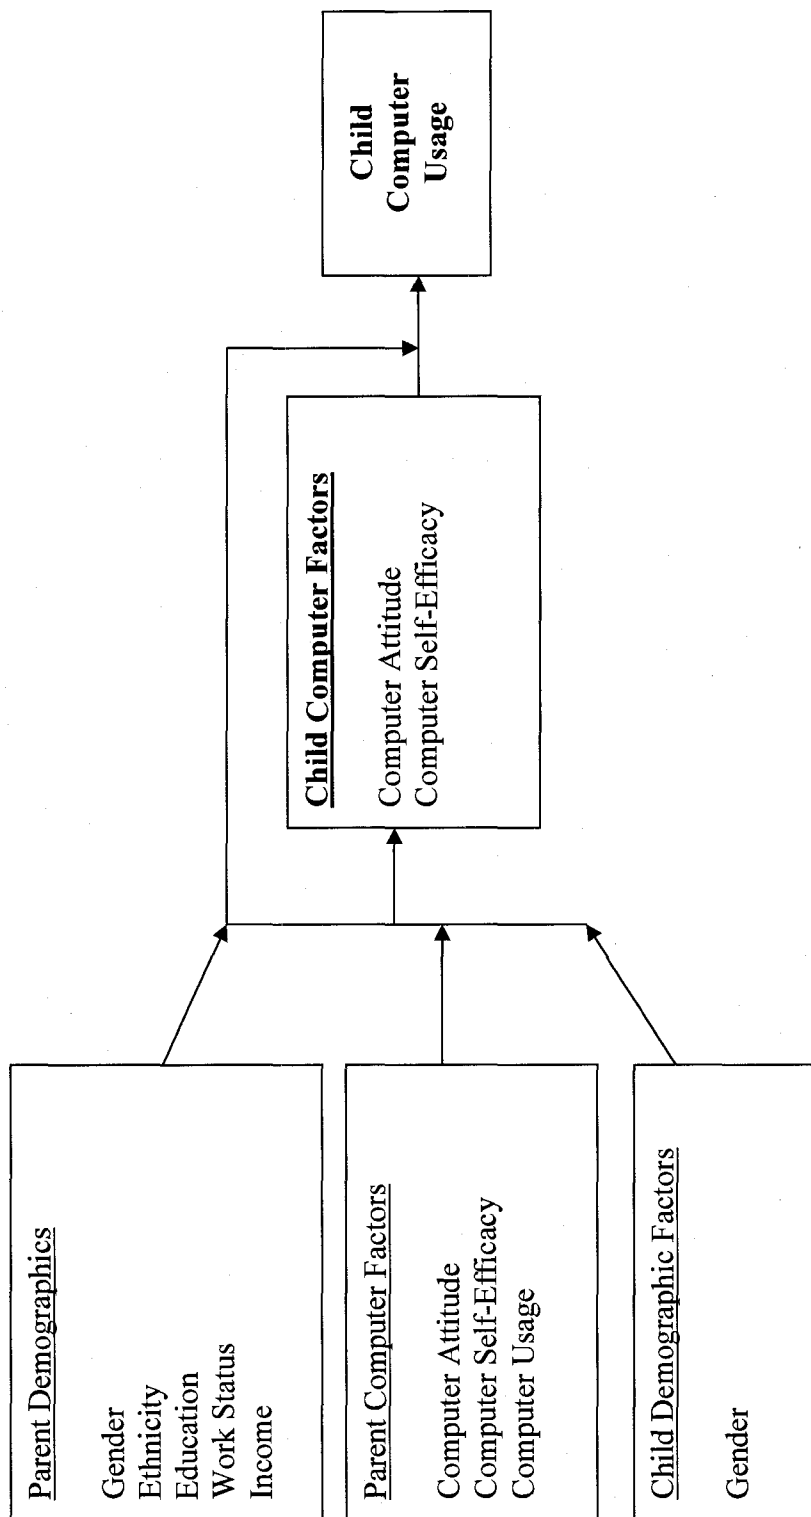 Parent Demographics
Gender
Ethnicity
Education
Work Status
Income
Parent Computer Factors
Computer Attitude
Computer Self-Efficacy
Computer Usage
Child Demographic Factors
Gender
Child Computer Factors
Computer Attitude
Computer Self-Efficacy
Child
Computer
Usage